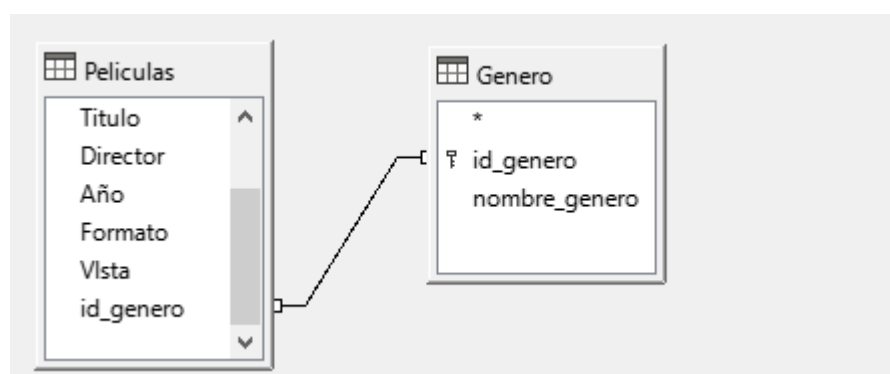 Peliculas
Titulo
Director
Año
Formato
VIsta
id_genero
Genero
*
id_genero
nombre_genero